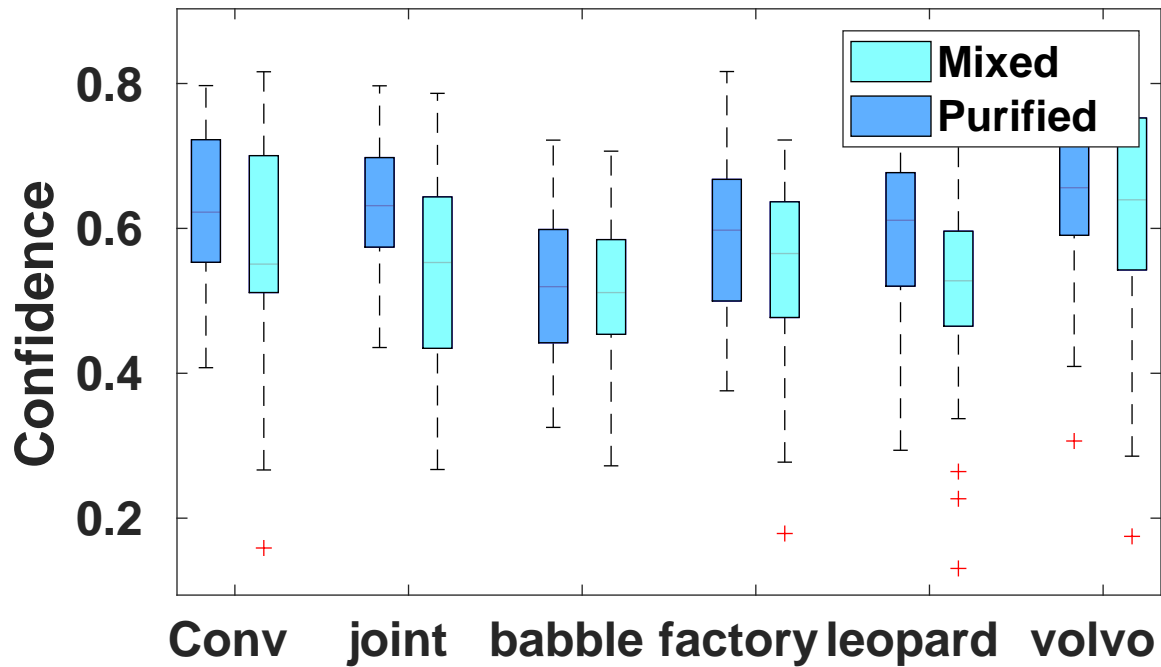 Confidence
0.8
0.6
0.4
0.2
Mixed
Purified
Conv joint babble factory leopard volvo